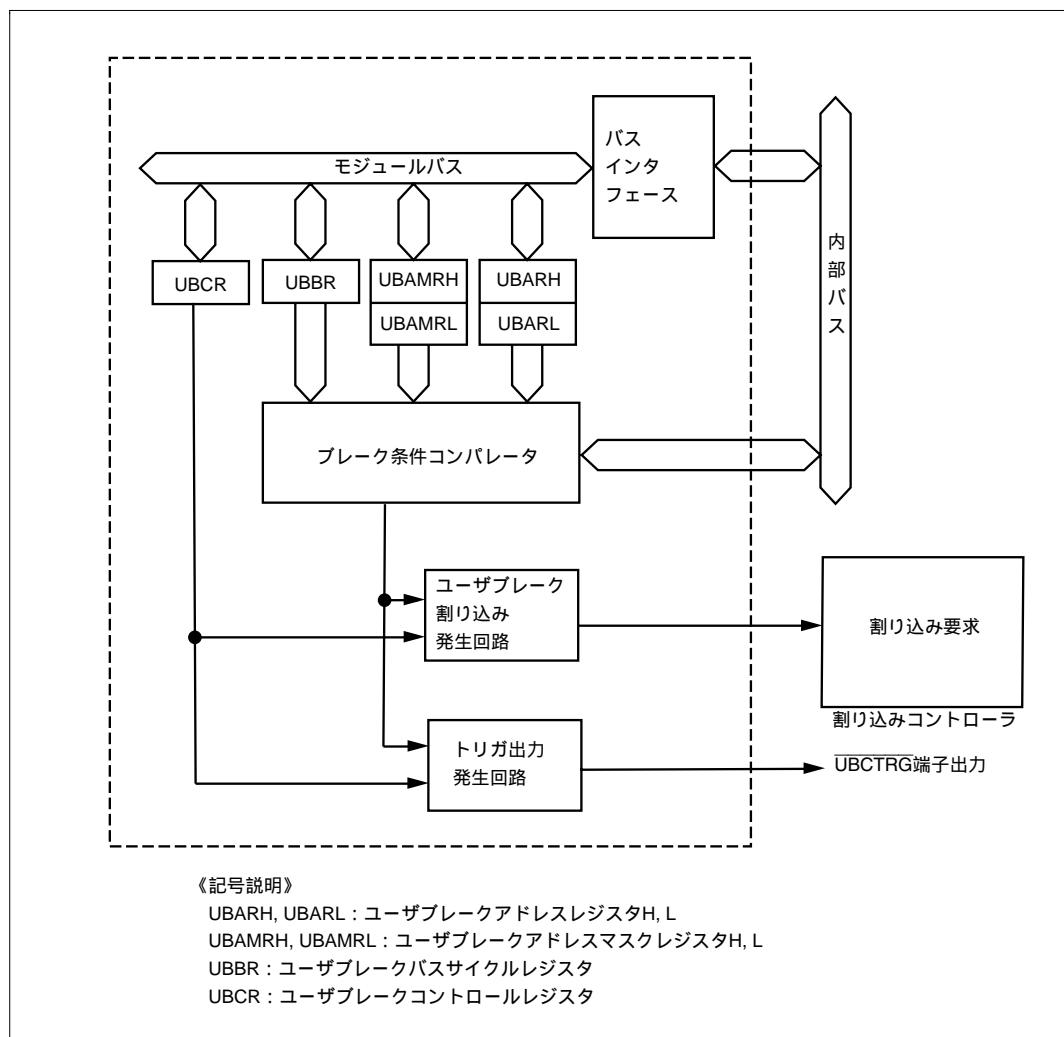 モジュールバス
バス
インタ
フェース
内部バス
UBCR
UBBR
UBAMRH
UBAMRL
UBARH
UBARL
ブレーク条件コンパレータ
ユーザブレーク
割り込み
発生回路
割り込み要求
割り込みコントローラ
トリガ出力
発生回路
UBCTRG端子出力
《記号説明》
UBARH, UBARL：ユーザブレークアドレスレジスタH, L
UBAMRH, UBAMRL：ユーザブレークアドレスマスクレジスタH, L
UBBR：ユーザブレークバスサイクルレジスタ
UBCR：ユーザブレークコントロールレジスタ